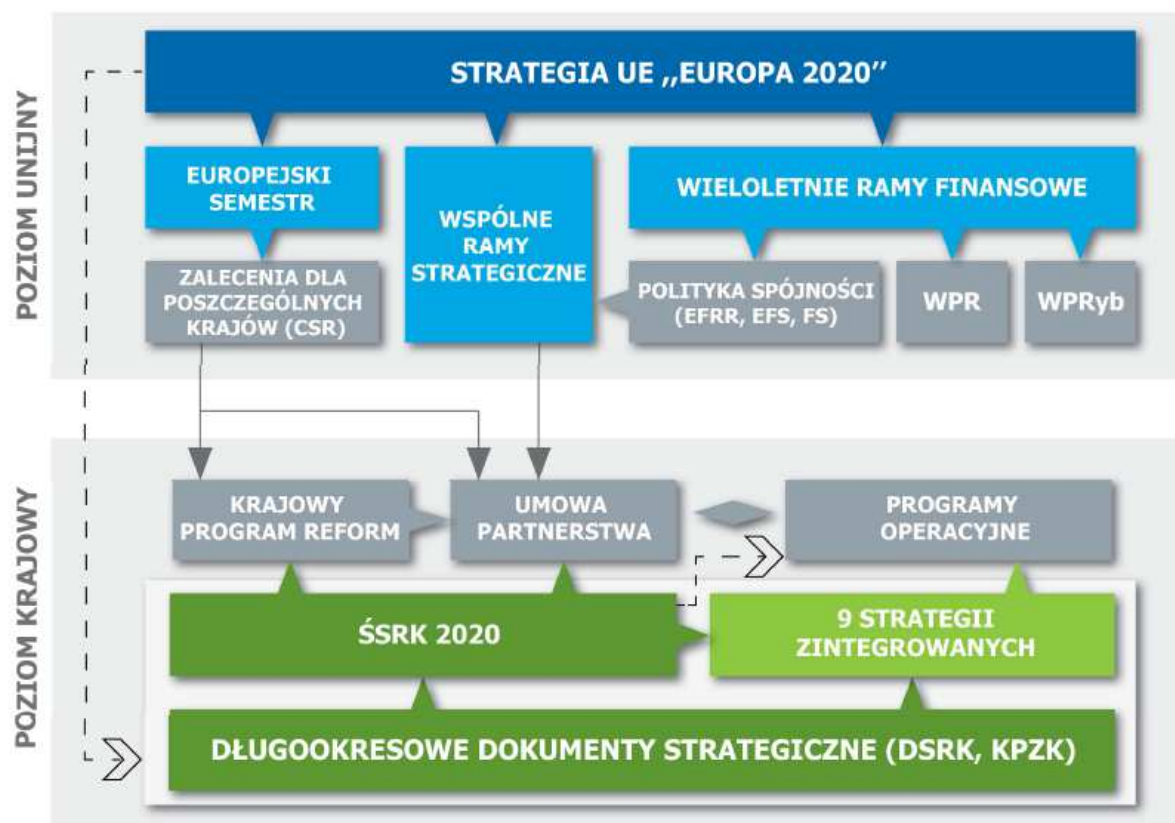 POZIOM UNIJNY
STRATEGIA UE ,,EUROPA 2020”
EUROPEJSKI
SEMESTR
WSPÓLNE
RAMY
STRATEGICZNE
WIELOLETNIE RAMY FINANSOWE
ZALECENIA DLA
POSZCZEGÓLNYCH
KRAJÓW (CSR)
POLITYKA SPÓJNOŚCI
(EFRR, EFS, FS)
WPR
WPRyb
POZIOM KRAJOWY
KRAJOWY
PROGRAM REFORM
UMOWA
PARTNERSTWA
PROGRAMY
OPERACYJNE
ŚSRK 2020
9 STRATEGII
ZINTEGROWANYCH
DŁUGOOKRESOWE DOKUMENTY STRATEGICZNE (DSRK, KPZK)